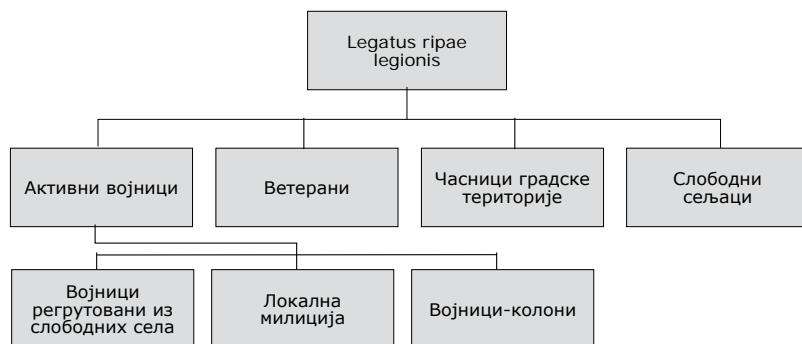 Legatus ripae
legionis
Активни војници
Ветерани
Часници градске
територије
Слободни
сељаци
Војници
регрутовани из
слободних села
Локална
милиција
Војници-колони